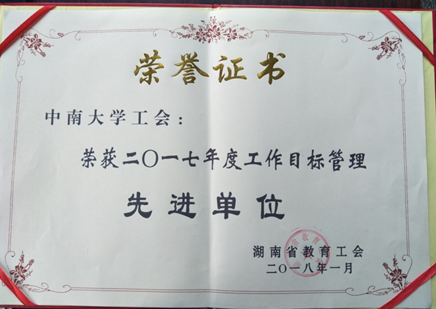 荣誉证书
中南大学工会：
荣获二〇一七年度工作目标管理
先进单位
湖南省教育工会
二〇一八年一月